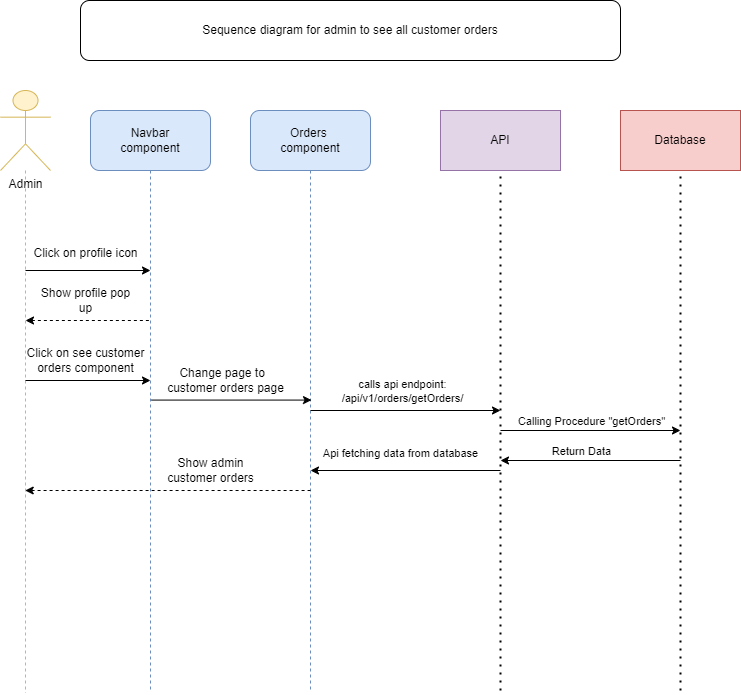 Sequence diagram for admin to see all customer orders
Navbar
component
Orders
component
API
Database
Admin
Click on profile icon
Show profile pop
up
Click on see customer
orders component
Change page to
customer orders page
calls api endpoint:
/api/v1/orders/getOrders/
Calling Procedure "getOrders"
Return Data
Api fetching data from database
Show admin
customer orders